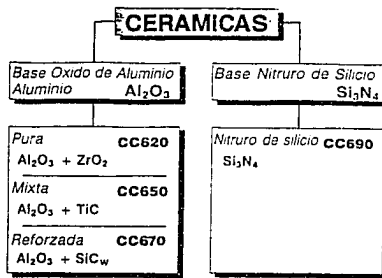 CERAMICAS
Base Oxido de Aluminio
Aluminio Al₂O₃
Base Nitruro de Silicio
Si₃N₄
Pura CC620
Al₂O₃ + ZrO₂
Mixta CC650
Al₂O₃ + TiC
Reforzada CC670
Al₂O₃ + SiCw
Nitruro de silicio CC690
Si₃N₄